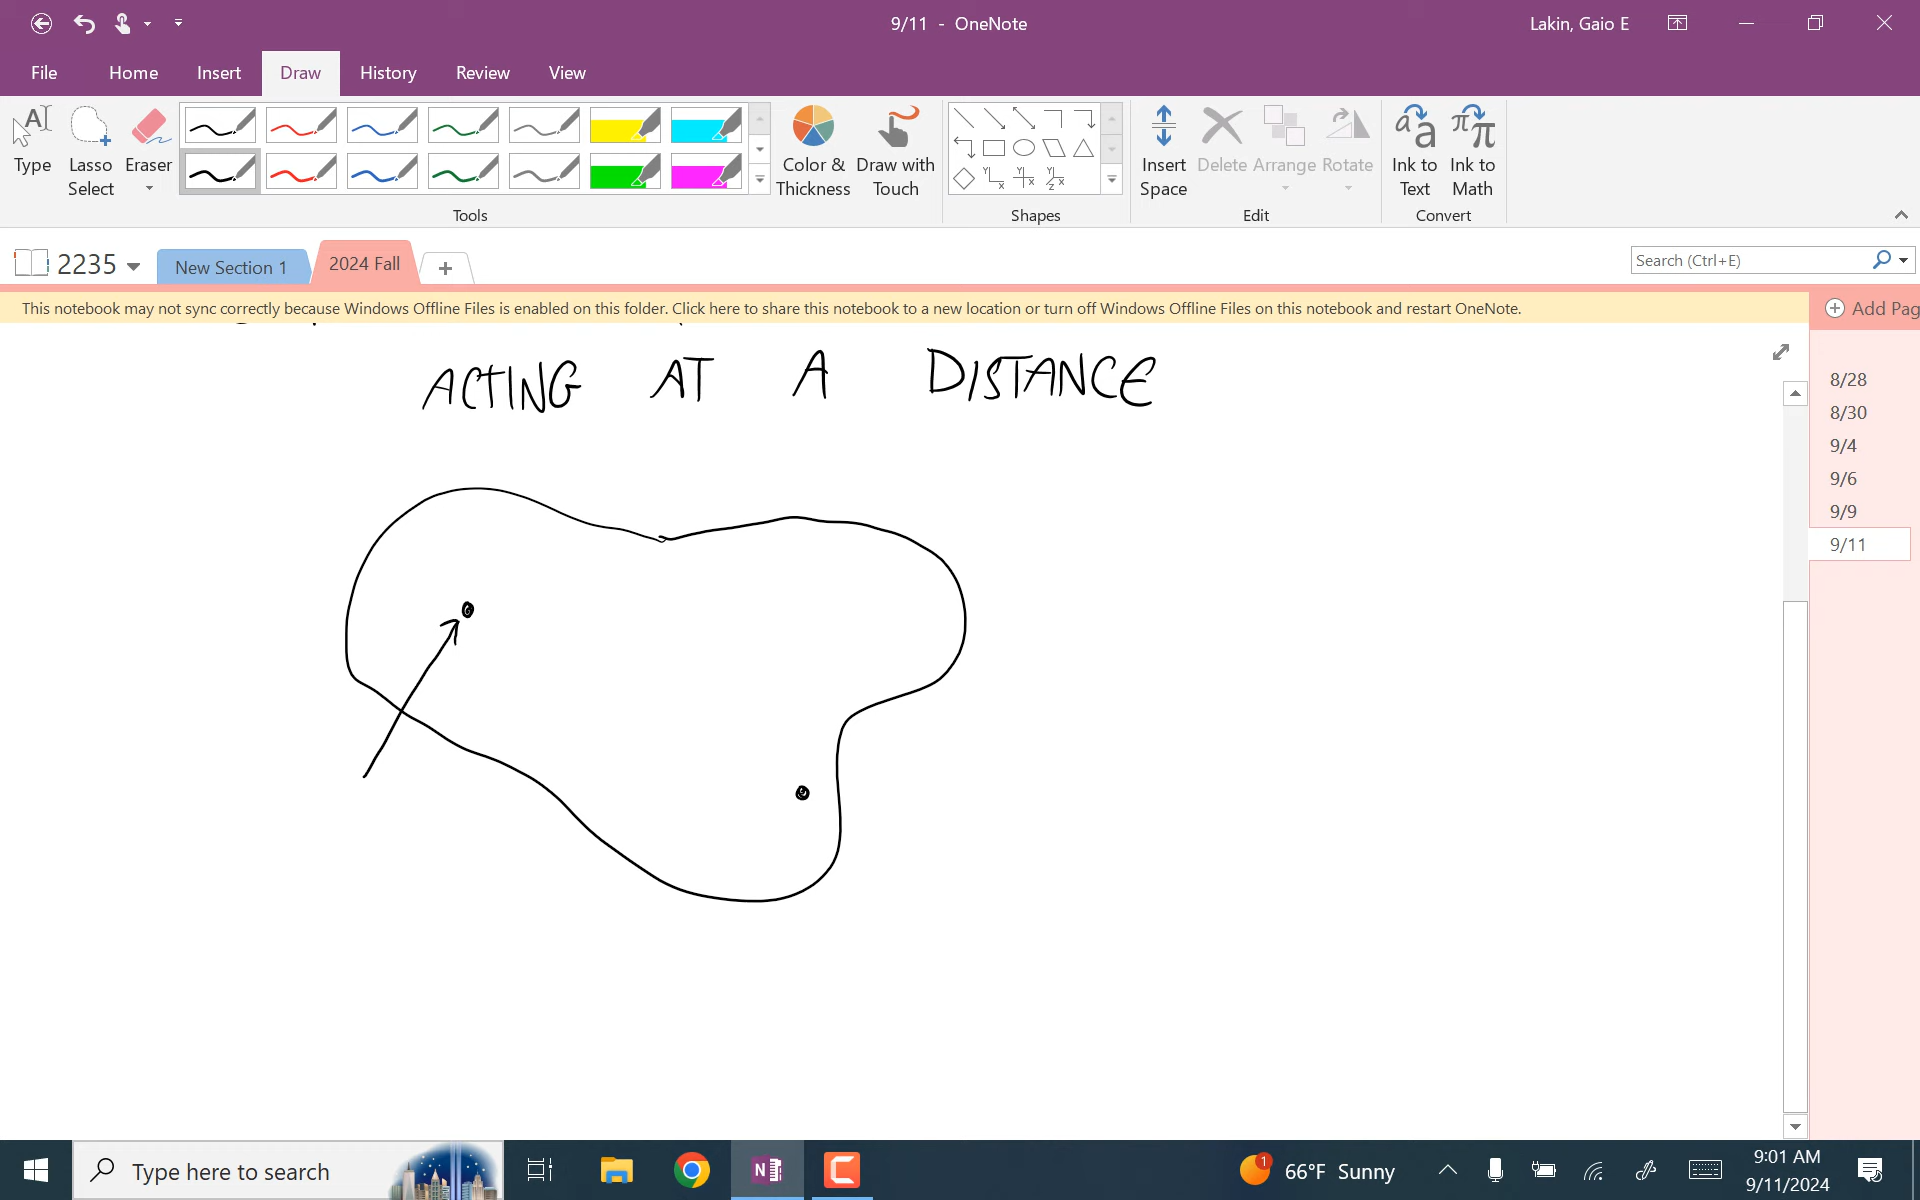 9/11 - OneNote
Lakin, Gaio E
File Home Insert Draw History Review View
Type
Lasso Select
Eraser
Color & Thickness
Draw with Touch
Insert Space
Delete
Arrange
Rotate
Ink to Text
Ink to Math
Tools
Shapes
Edit
Convert
2235
New Section 1
2024 Fall
Search (Ctrl+E)
This notebook may not sync correctly because Windows Offline Files is enabled on this folder. Click here to share this notebook to a new location or turn off Windows Offline Files on this notebook and restart OneNote.
Add Pag
ACTING AT A DISTANCE
8/28
8/30
9/4
9/6
9/9
9/11
Type here to search
66°F Sunny
9:01 AM
9/11/2024